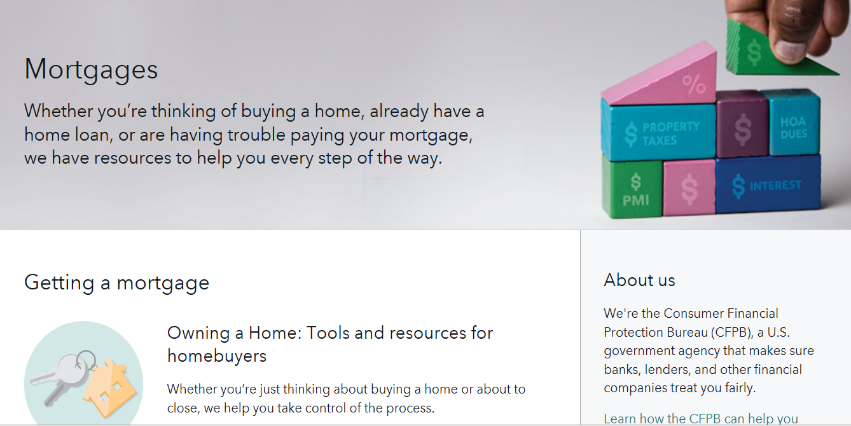 Mortgages
Whether you’re thinking of buying a home, already have a
home loan, or are having trouble paying your mortgage,
we have resources to help you every step of the way.
$
%
$ PROPERTY
TAXES
$
HOA
DUES
$
PMI
$
$ INTEREST
Getting a mortgage
Owning a Home: Tools and resources for
homebuyers
Whether you’re just thinking about buying a home or about to
close, we help you take control of the process.
About us
We're the Consumer Financial
Protection Bureau (CFPB), a U.S.
government agency that makes sure
banks, lenders, and other financial
companies treat you fairly.
Learn how the CFPB can help you